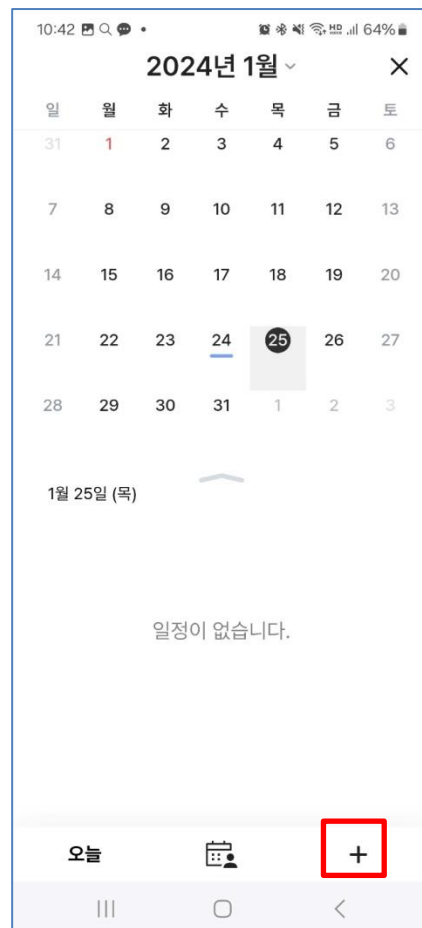 10:42 64%
2024년 1월
일 월 화 수 목 금 토
31 1 2 3 4 5 6
7 8 9 10 11 12 13
14 15 16 17 18 19 20
21 22 23 24 25 26 27
28 29 30 31 1 2 3
1월 25일 (목)
일정이 없습니다.
오늘